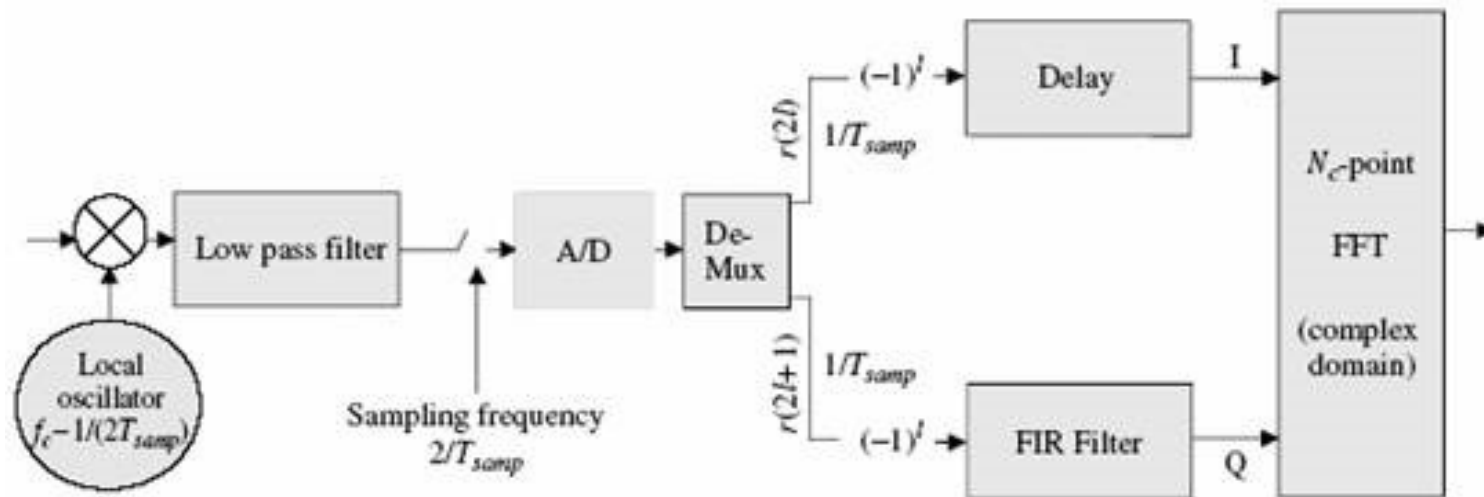 Local
oscillator
f_c−1/(2T_samp)
Low pass filter
Sampling frequency
2/T_samp
A/D
De-
Mux
r(2l)
(−1)^l
1/T_samp
Delay
I
r(2l+1)
1/T_samp
(−1)^l
FIR Filter
Q
N_c-point
FFT
(complex
domain)